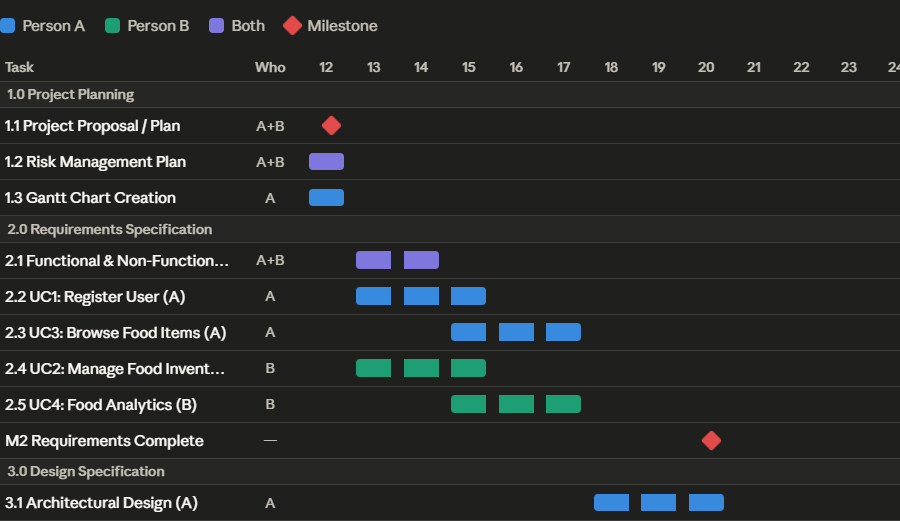 Person A Person B Both Milestone
Task Who 12 13 14 15 16 17 18 19 20 21 22 23 24
1.0 Project Planning
1.1 Project Proposal / Plan A+B
1.2 Risk Management Plan A+B
1.3 Gantt Chart Creation A
2.0 Requirements Specification
2.1 Functional & Non-Function... A+B
2.2 UC1: Register User (A) A
2.3 UC3: Browse Food Items (A) A
2.4 UC2: Manage Food Invent... B
2.5 UC4: Food Analytics (B) B
M2 Requirements Complete —
3.0 Design Specification
3.1 Architectural Design (A) A